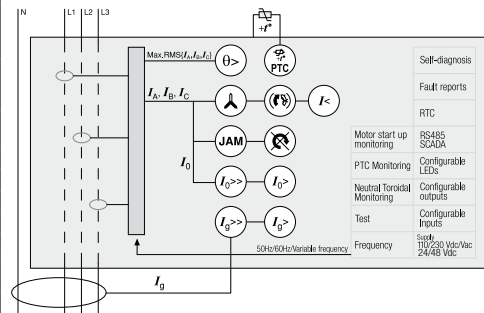 N
L1
L2
L3
+t°
Max.RMS{IA,IB,IC}
θ>
PTC
Self-diagnosis
Fault reports
RTC
IA, IB, IC
I<
Motor start up
monitoring
RS485
SCADA
JAM
PTC Monitoring
Configurable
LEDs
I0
I0>>
I0>
Neutral Toroidal
Monitoring
Configurable
outputs
Test
Configurable
Inputs
Ig>>
Ig>
Frequency
Supply
110/230 Vdc/Vac
24/48 Vdc
50Hz/60Hz/Variable frequency
Ig